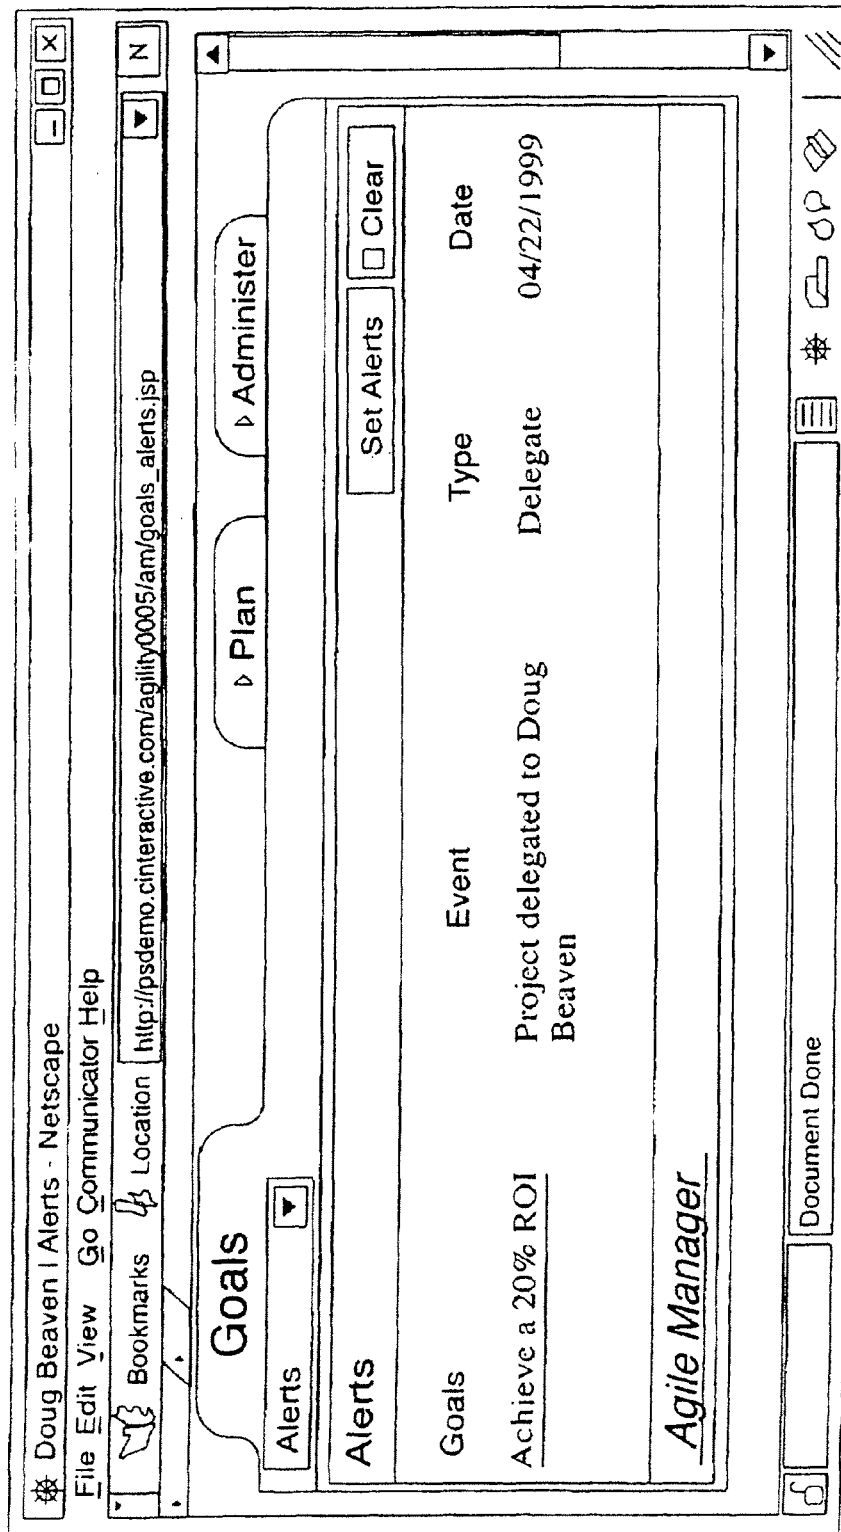 Doug Beaven | Alerts - Netscape
File Edit View Go Communicator Help
Bookmarks Location http://psdemo.cinteractive.com/agility0005/am/goals_alerts.jsp N
Goals Plan Administer
Alerts
Alerts Set Alerts Clear
Goals Event Type Date
Achieve a 20% ROI Project delegated to Doug Delegate 04/22/1999
Beaven
Agile Manager
Document Done